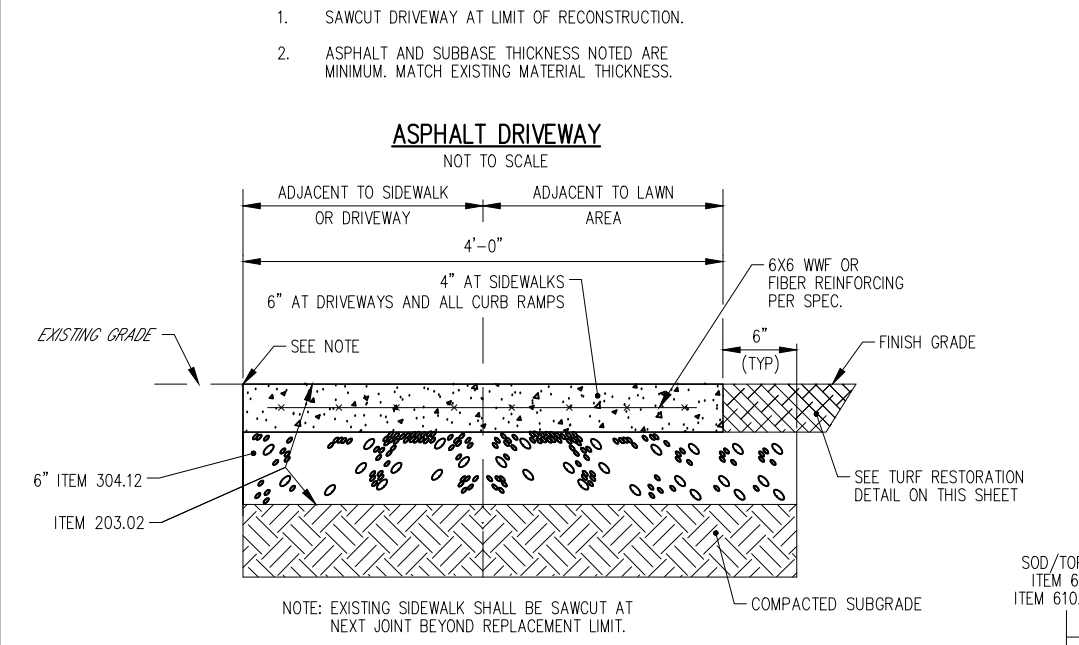 1. SAWCUT DRIVEWAY AT LIMIT OF RECONSTRUCTION.
2. ASPHALT AND SUBBASE THICKNESS NOTED ARE
MINIMUM. MATCH EXISTING MATERIAL THICKNESS.
ASPHALT DRIVEWAY
NOT TO SCALE
ADJACENT TO SIDEWALK
OR DRIVEWAY
ADJACENT TO LAWN
AREA
4'-0"
4" AT SIDEWALKS
6" AT DRIVEWAYS AND ALL CURB RAMPS
6X6 WWF OR
FIBER REINFORCING
PER SPEC.
EXISTING GRADE
SEE NOTE
6"
(TYP)
FINISH GRADE
6" ITEM 304.12
ITEM 203.02
SEE TURF RESTORATION
DETAIL ON THIS SHEET
COMPACTED SUBGRADE
NOTE: EXISTING SIDEWALK SHALL BE SAWCUT AT
NEXT JOINT BEYOND REPLACEMENT LIMIT.
ITEM 6
ITEM 610.